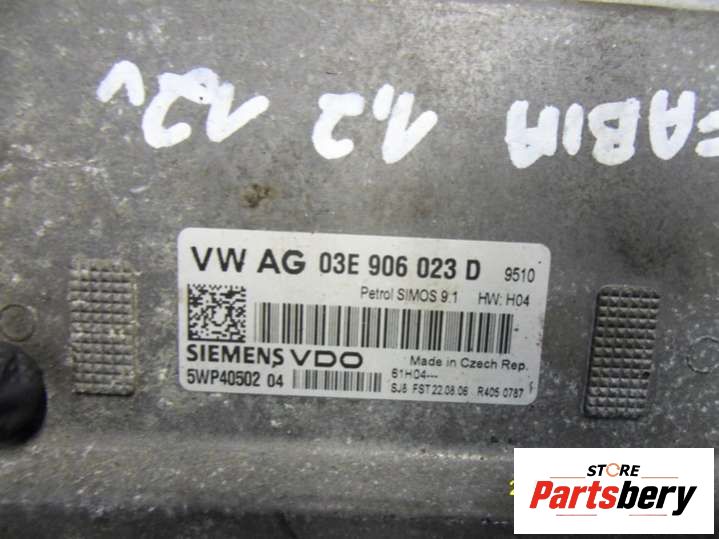 FABIA 1,2 12V
VW AG 03E 906 023 D 9510
Petrol SIMOS 9.1 HW: H04
SIEMENS VDO Made in Czech Rep.
5WP40502 04 61H04---
SJ8 FST 22.08.06 R405 0787
STORE
Partsbery